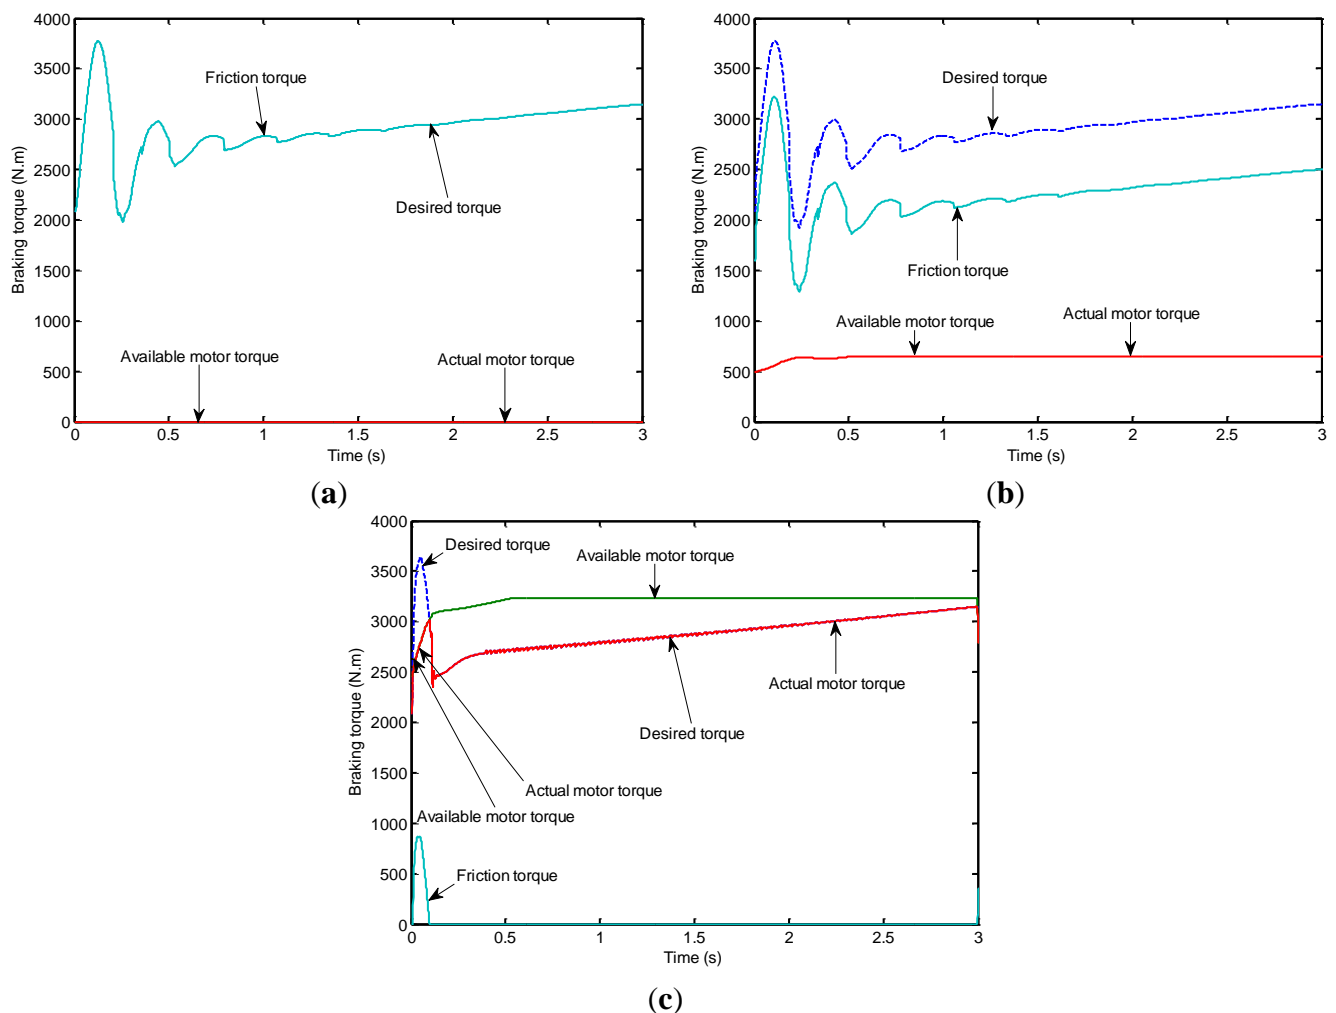 4000
3500
3000
2500
2000
1500
1000
500
0
Braking torque (N.m)
Friction torque
Desired torque
Available motor torque
Actual motor torque
0 0.5 1 1.5 2 2.5 3
Time (s)
(a)
4000
3500
3000
2500
2000
1500
1000
500
0
Braking torque (N.m)
Desired torque
Friction torque
Available motor torque
Actual motor torque
0 0.5 1 1.5 2 2.5 3
Time (s)
(b)
4000
3500
3000
2500
2000
1500
1000
500
0
Braking torque (N.m)
Desired torque
Available motor torque
Actual motor torque
Desired torque
Actual motor torque
Available motor torque
Friction torque
0 0.5 1 1.5 2 2.5 3
Time (s)
(c)